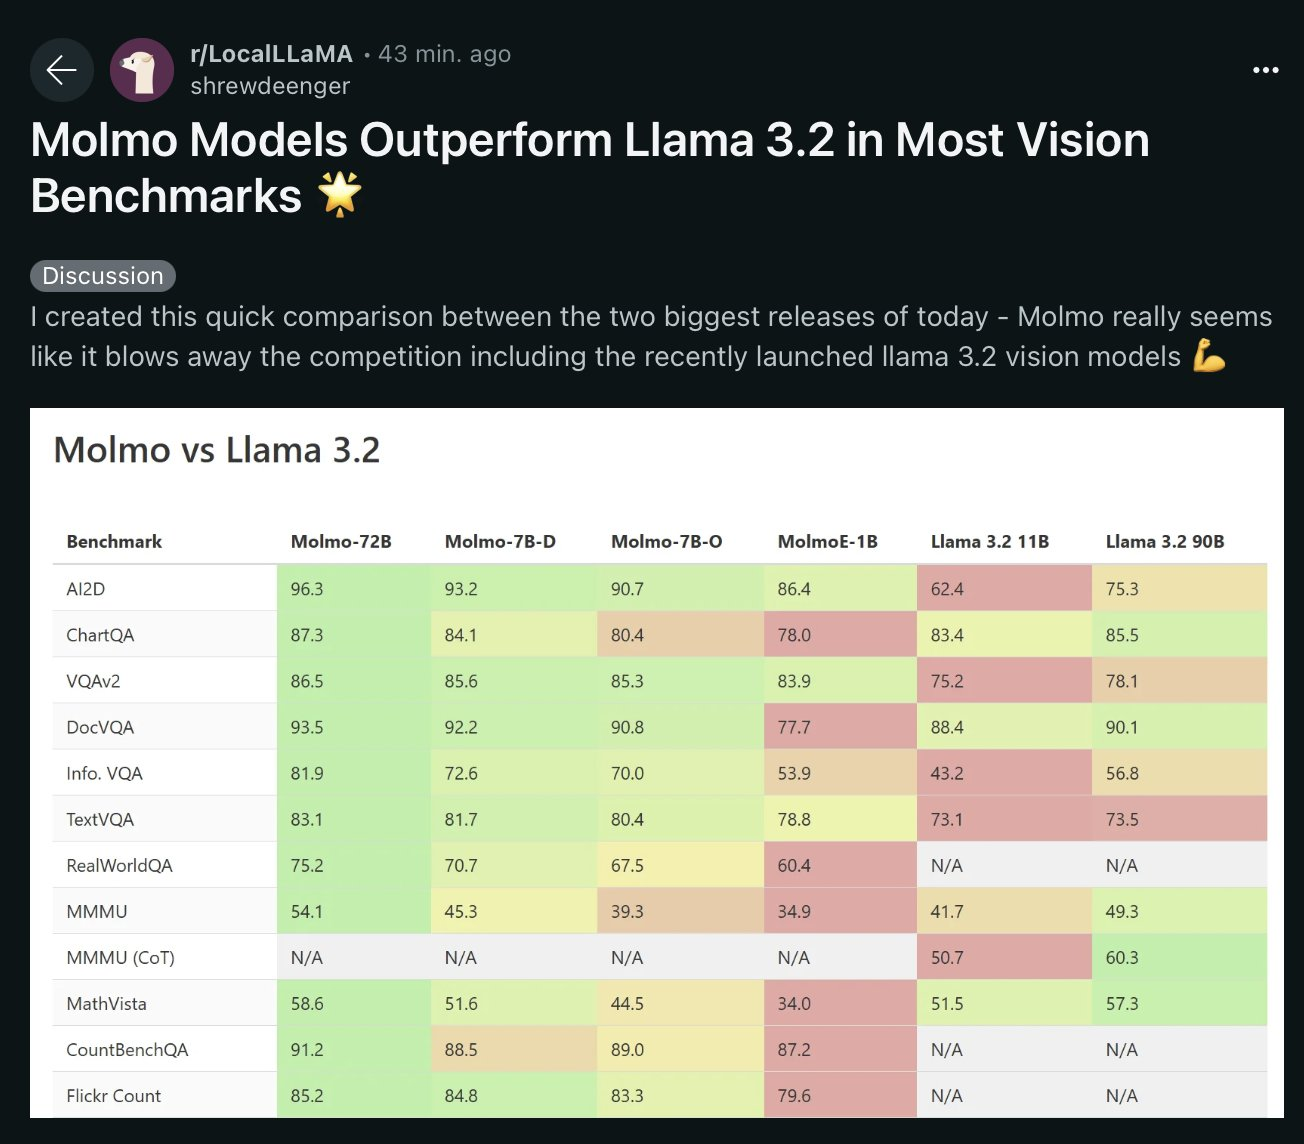 r/LocalLLaMA • 43 min. ago
shrewdeenger
Molmo Models Outperform Llama 3.2 in Most Vision
Benchmarks 🌟
Discussion
I created this quick comparison between the two biggest releases of today - Molmo really seems
like it blows away the competition including the recently launched llama 3.2 vision models 💪
Molmo vs Llama 3.2
Benchmark Molmo-72B Molmo-7B-D Molmo-7B-O MolmoE-1B Llama 3.2 11B Llama 3.2 90B
AI2D 96.3 93.2 90.7 86.4 62.4 75.3
ChartQA 87.3 84.1 80.4 78.0 83.4 85.5
VQAv2 86.5 85.6 85.3 83.9 75.2 78.1
DocVQA 93.5 92.2 90.8 77.7 88.4 90.1
Info. VQA 81.9 72.6 70.0 53.9 43.2 56.8
TextVQA 83.1 81.7 80.4 78.8 73.1 73.5
RealWorldQA 75.2 70.7 67.5 60.4 N/A N/A
MMMU 54.1 45.3 39.3 34.9 41.7 49.3
MMMU (CoT) N/A N/A N/A N/A 50.7 60.3
MathVista 58.6 51.6 44.5 34.0 51.5 57.3
CountBenchQA 91.2 88.5 89.0 87.2 N/A N/A
Flickr Count 85.2 84.8 83.3 79.6 N/A N/A